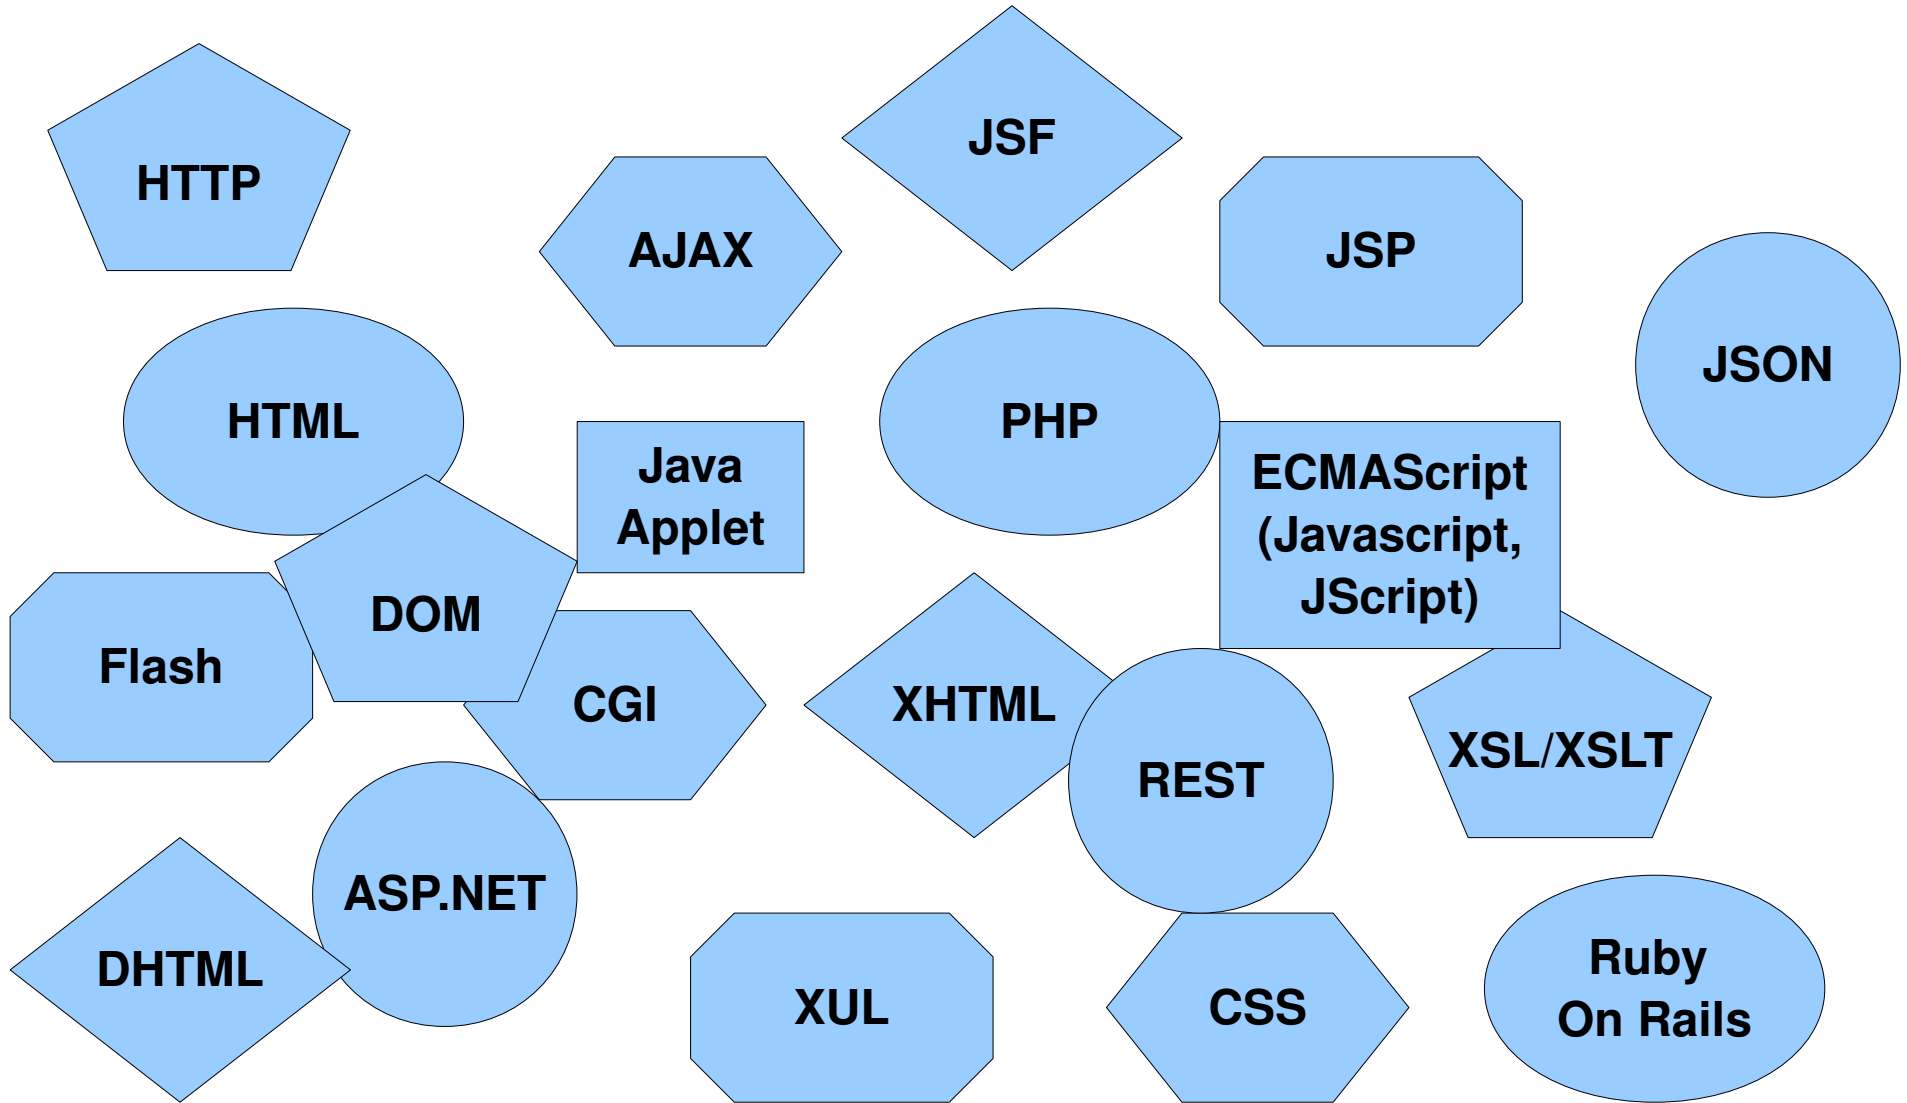 JSF
HTTP
AJAX
JSP
JSON
HTML
PHP
Java
Applet
ECMAScript
(Javascript,
JScript)
DOM
Flash
CGI
XHTML
XSL/XSLT
REST
ASP.NET
DHTML
XUL
CSS
Ruby
On Rails